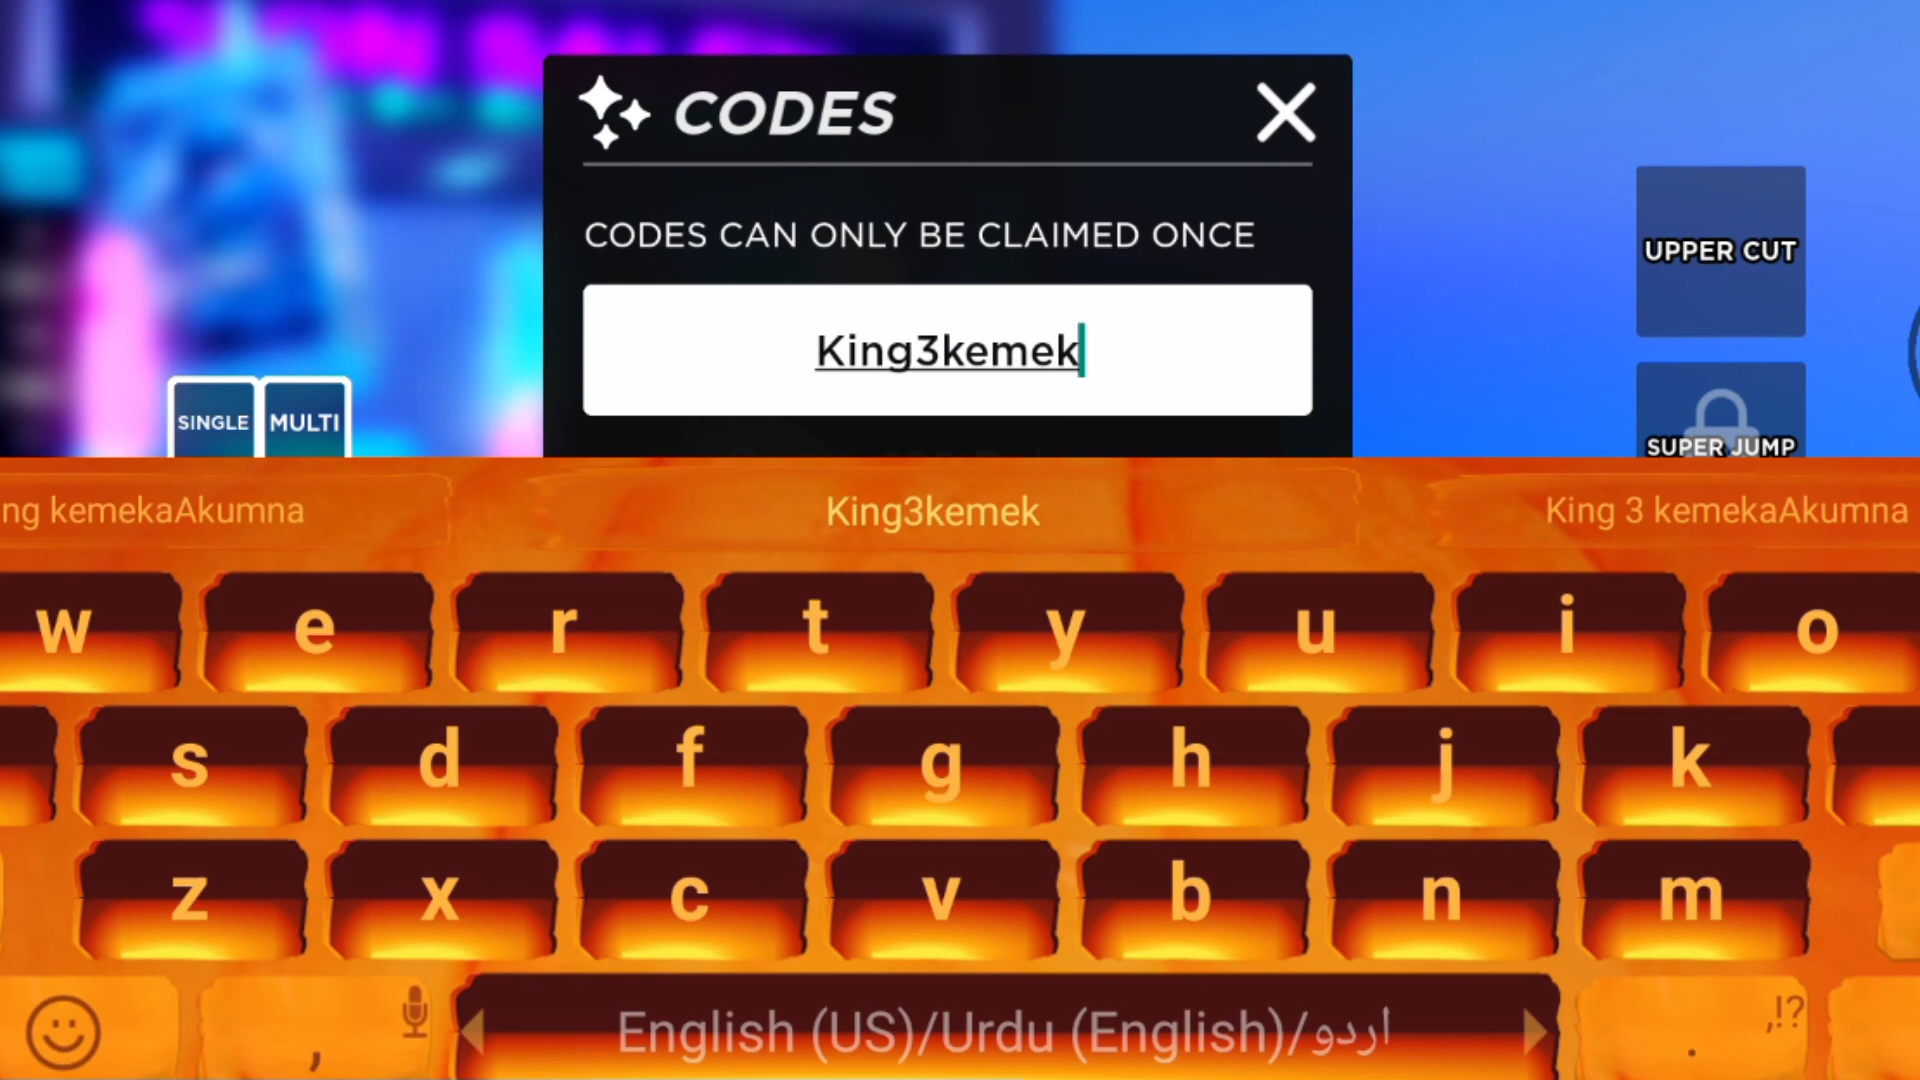 CODES
CODES CAN ONLY BE CLAIMED ONCE
King3kemek
UPPER CUT
SINGLE MULTI
SUPER JUMP
ng kemekaAkumna King3kemek King 3 kemekaAkumna
w e r t y u i o
s d f g h j k
z x c v b n m
, English (US)/Urdu (English)/اردو . ,!?